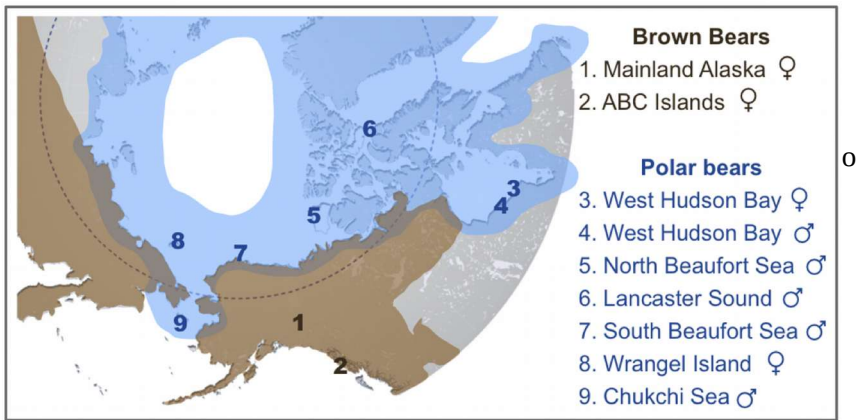 Brown Bears
1. Mainland Alaska ♀
2. ABC Islands ♀
Polar bears
3. West Hudson Bay ♀
4. West Hudson Bay ♂
5. North Beaufort Sea ♂
6. Lancaster Sound ♂
7. South Beaufort Sea ♂
8. Wrangel Island ♀
9. Chukchi Sea ♂
6
3
4
5
8
7
9
1
2
o